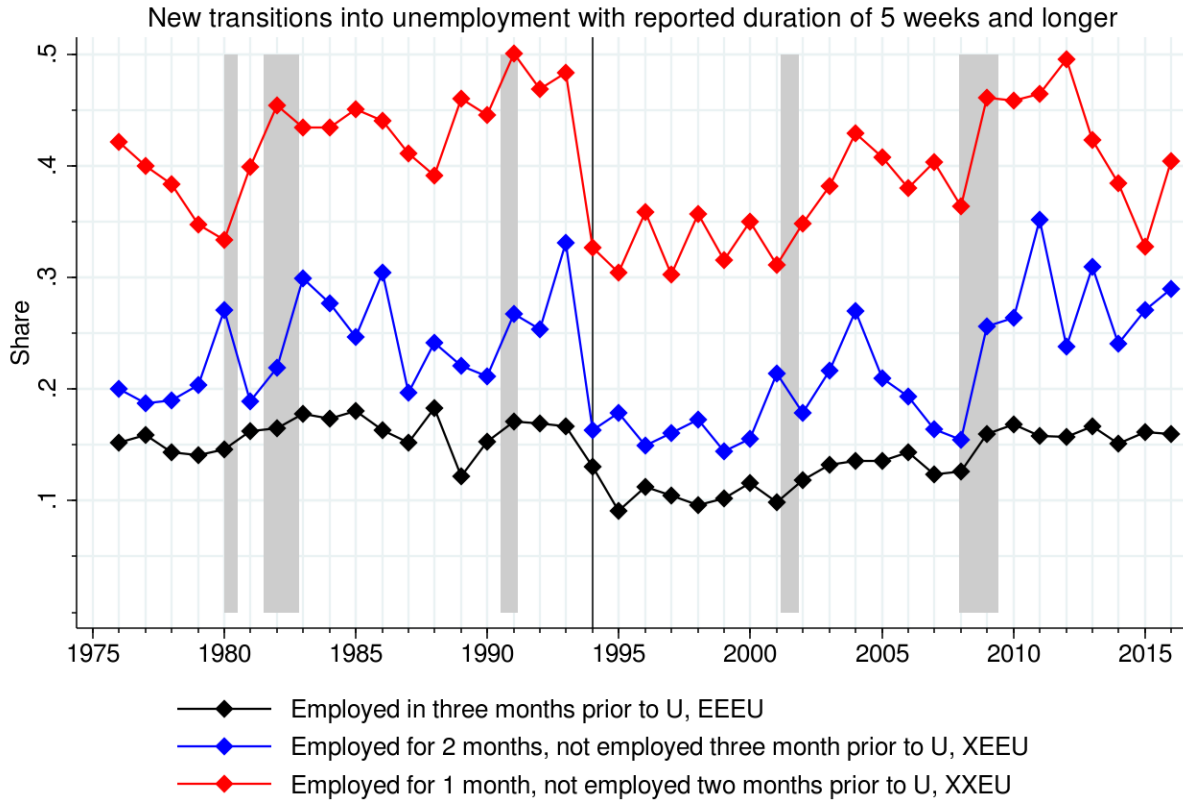 New transitions into unemployment with reported duration of 5 weeks and longer
.5
.4
.3
.2
.1
Share
1975 1980 1985 1990 1995 2000 2005 2010 2015
Employed in three months prior to U, EEEU
Employed for 2 months, not employed three month prior to U, XEEU
Employed for 1 month, not employed two months prior to U, XXEU